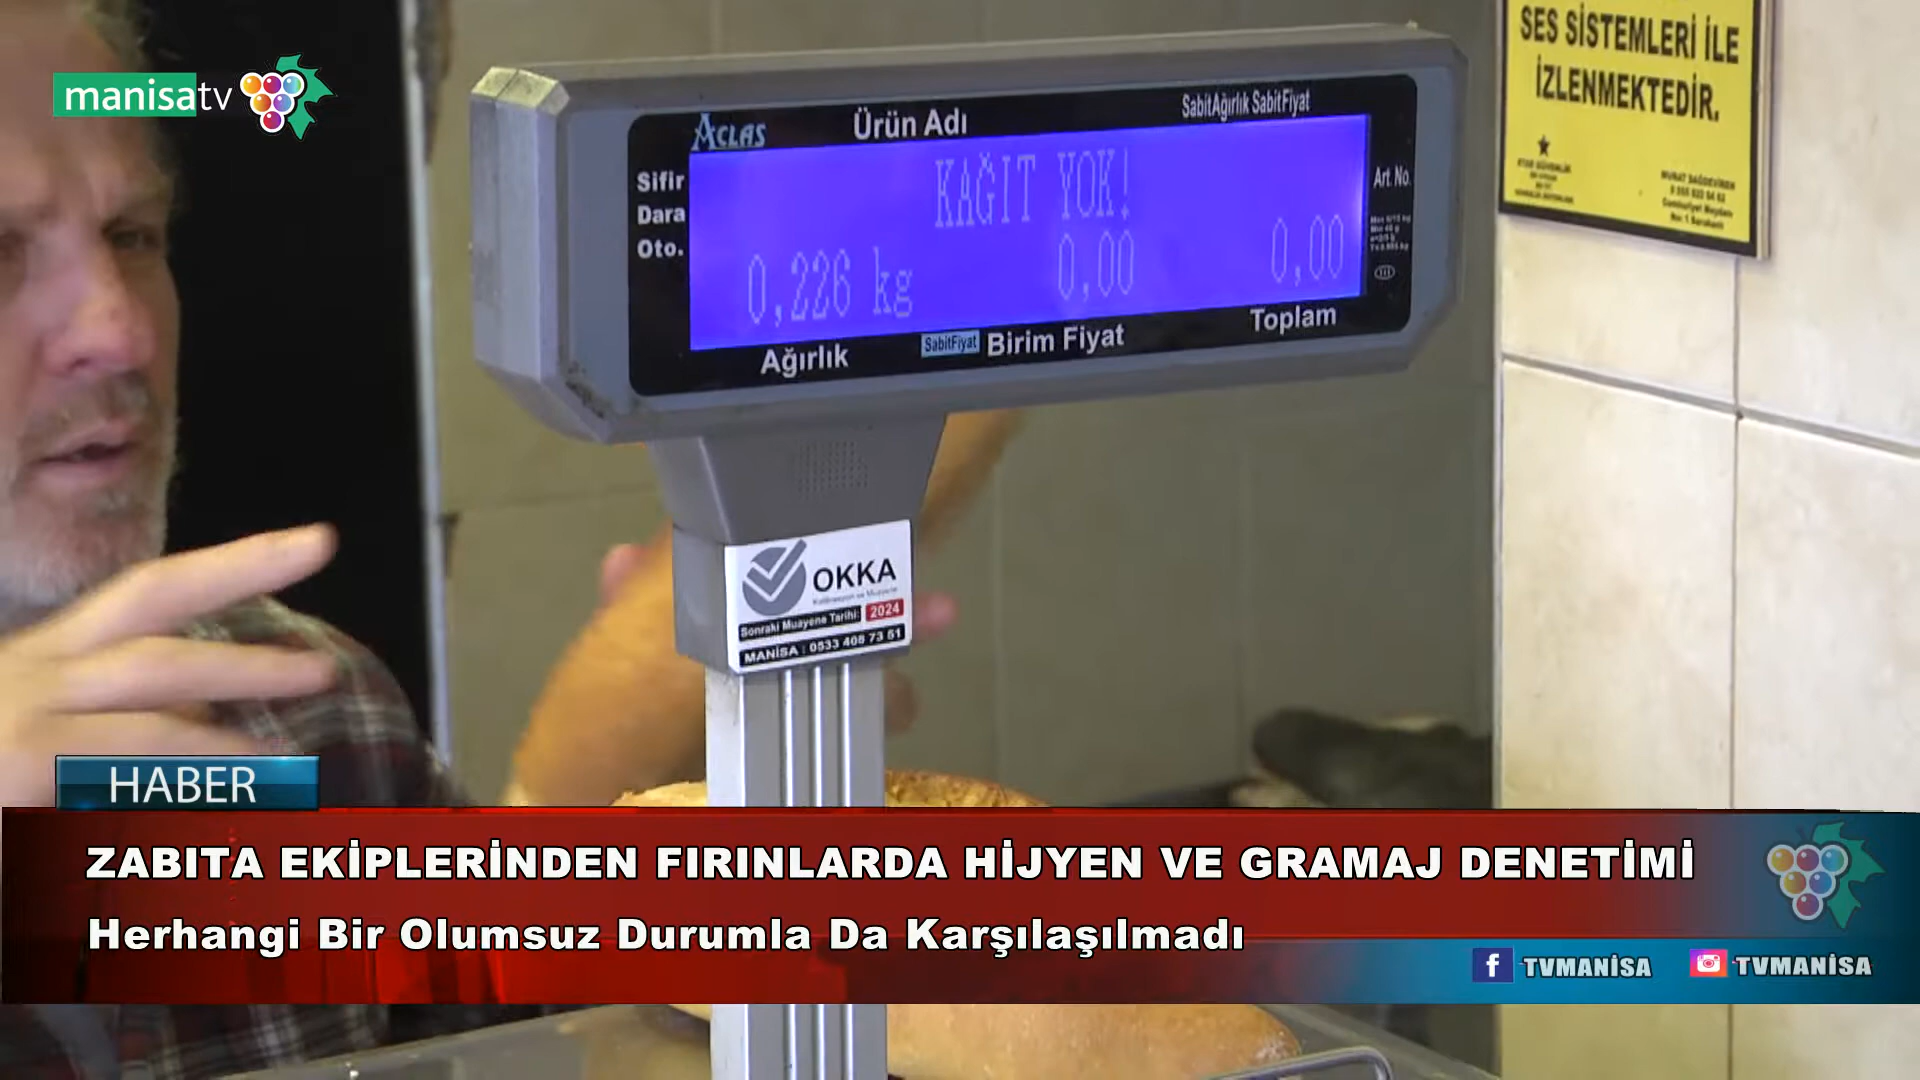 manisatv
SES SİSTEMLERİ İLE
İZLENMEKTEDİR.
ACLAS
Ürün Adı
SabitAğırlık SabitFiyat
Sifir
Dara
Oto.
Art. No.
KAĞIT YOK!
0,226 kg
0,00
0,00
Ağırlık
SabitFiyat
Birim Fiyat
Toplam
OKKA
Kalibrasyon ve Muayene
Sonraki Muayene Tarihi: 2024
MANİSA : 0533 408 73 51
HABER
ZABITA EKİPLERİNDEN FIRINLARDA HİJYEN VE GRAMAJ DENETİMİ
Herhangi Bir Olumsuz Durumla Da Karşılaşılmadı
f TVMANİSA
TVMANİSA